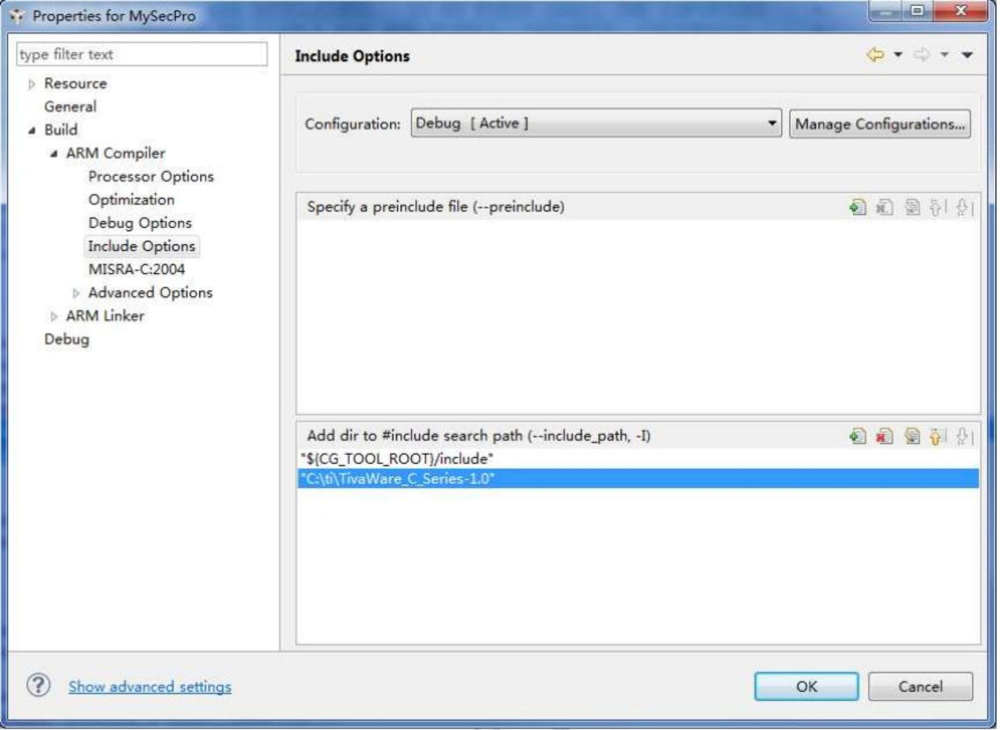 Properties for MySecPro
type filter text
Resource
General
Build
ARM Compiler
Processor Options
Optimization
Debug Options
Include Options
MISRA-C:2004
Advanced Options
ARM Linker
Debug
Include Options
Configuration: Debug [ Active ] Manage Configurations...
Specify a preinclude file (--preinclude)
Add dir to #include search path (--include_path, -I)
"${CG_TOOL_ROOT}/include"
"C:\ti\TivaWare_C_Series-1.0"
Show advanced settings
OK Cancel